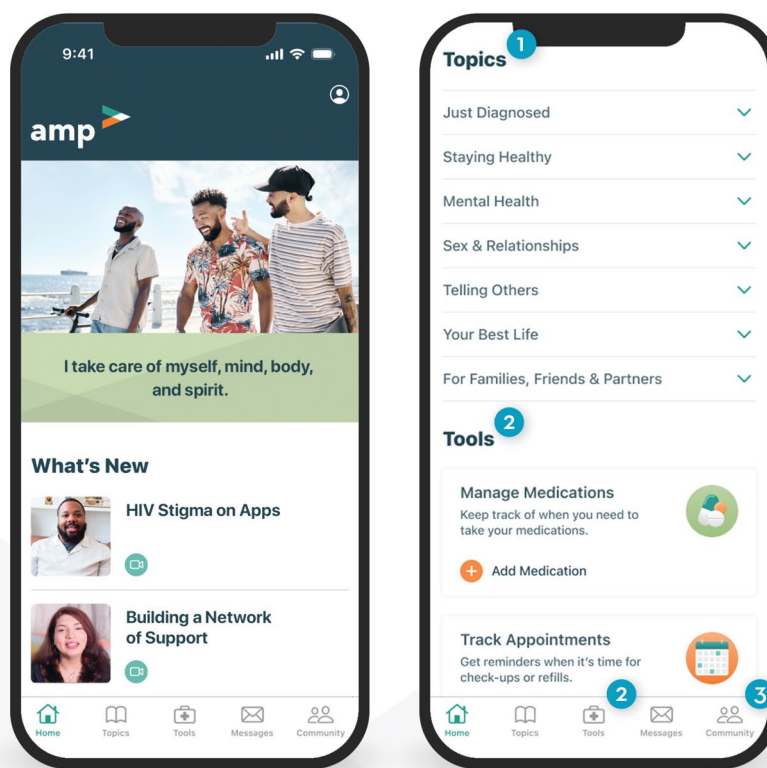 9:41
amp
I take care of myself, mind, body,
and spirit.
What's New
HIV Stigma on Apps
Building a Network
of Support
Home
Topics
Tools
Messages
Community
Topics
1
Just Diagnosed
Staying Healthy
Mental Health
Sex & Relationships
Telling Others
Your Best Life
For Families, Friends & Partners
Tools
2
Manage Medications
Keep track of when you need to
take your medications.
Add Medication
Track Appointments
Get reminders when it's time for
check-ups or refills.
2
3
Home
Topics
Tools
Messages
Community